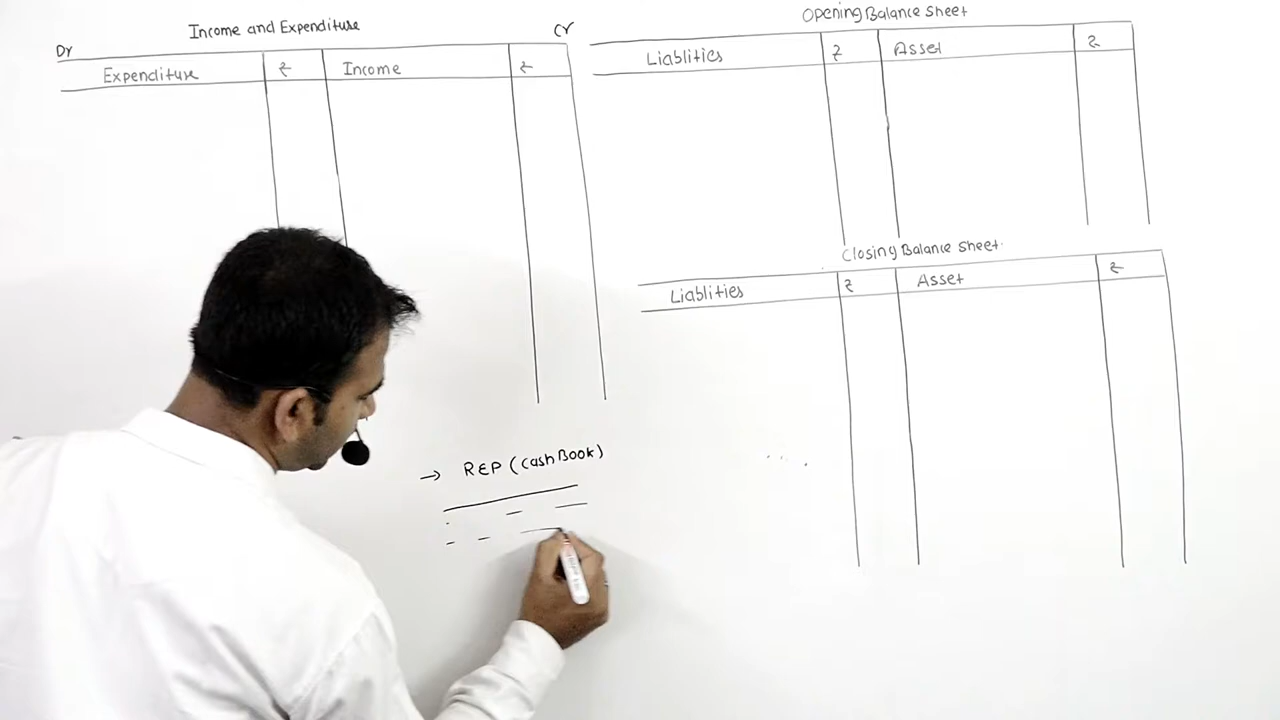 Income and Expenditure
Dr Cr
Expenditure ₹ Income ₹
Opening Balance Sheet
Liablities ₹ Asset ₹
Closing Balance Sheet
Liablities ₹ Asset ₹
→ REP (Cash Book)